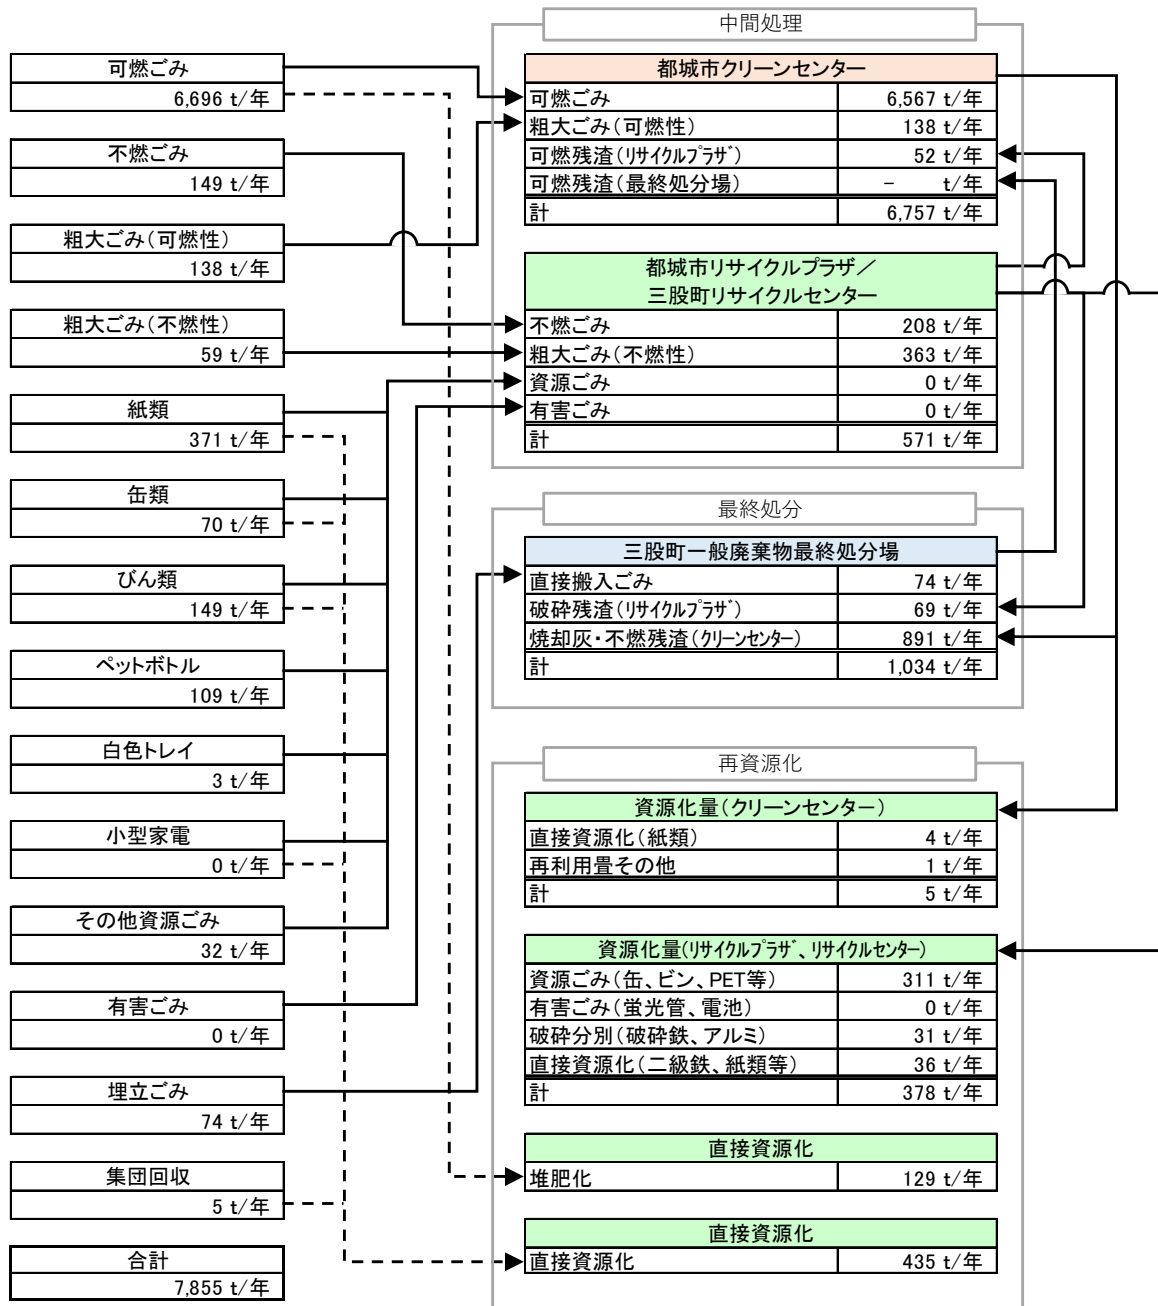 可燃ごみ
6,696 t/年
不燃ごみ
149 t/年
粗大ごみ(可燃性)
138 t/年
粗大ごみ(不燃性)
59 t/年
紙類
371 t/年
缶類
70 t/年
びん類
149 t/年
ペットボトル
109 t/年
白色トレイ
3 t/年
小型家電
0 t/年
その他資源ごみ
32 t/年
有害ごみ
0 t/年
埋立ごみ
74 t/年
集団回収
5 t/年
合計
7,855 t/年
中間処理
都城市クリーンセンター
可燃ごみ 6,567 t/年
粗大ごみ(可燃性) 138 t/年
可燃残渣(リサイクルプラザ) 52 t/年
可燃残渣(最終処分場) − t/年
計 6,757 t/年
都城市リサイクルプラザ/
三股町リサイクルセンター
不燃ごみ 208 t/年
粗大ごみ(不燃性) 363 t/年
資源ごみ 0 t/年
有害ごみ 0 t/年
計 571 t/年
最終処分
三股町一般廃棄物最終処分場
直接搬入ごみ 74 t/年
破砕残渣(リサイクルプラザ) 69 t/年
焼却灰・不燃残渣(クリーンセンター) 891 t/年
計 1,034 t/年
再資源化
資源化量(クリーンセンター)
直接資源化(紙類) 4 t/年
再利用畳その他 1 t/年
計 5 t/年
資源化量(リサイクルプラザ、リサイクルセンター)
資源ごみ(缶、ビン、PET等) 311 t/年
有害ごみ(蛍光管、電池) 0 t/年
破砕分別(破砕鉄、アルミ) 31 t/年
直接資源化(二級鉄、紙類等) 36 t/年
計 378 t/年
直接資源化
堆肥化 129 t/年
直接資源化
直接資源化 435 t/年